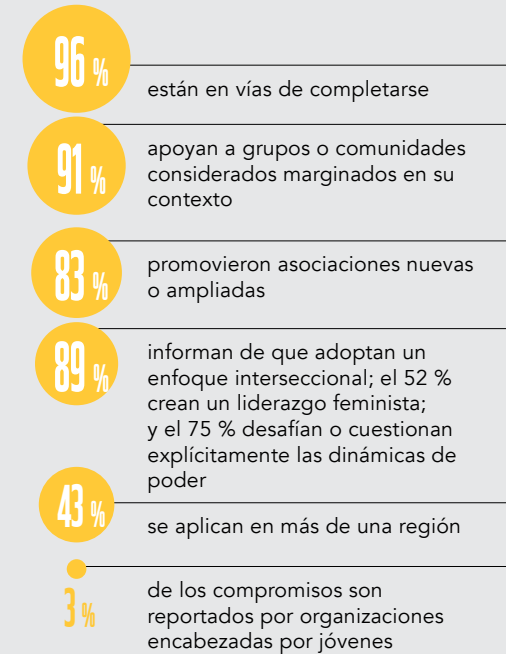 96 %
están en vías de completarse
91 %
apoyan a grupos o comunidades
considerados marginados en su
contexto
83 %
promovieron asociaciones nuevas
o ampliadas
89 %
informan de que adoptan un
enfoque interseccional; el 52 %
crean un liderazgo feminista;
y el 75 % desafían o cuestionan
explícitamente las dinámicas de
poder
43 %
se aplican en más de una región
3 %
de los compromisos son
reportados por organizaciones
encabezadas por jóvenes